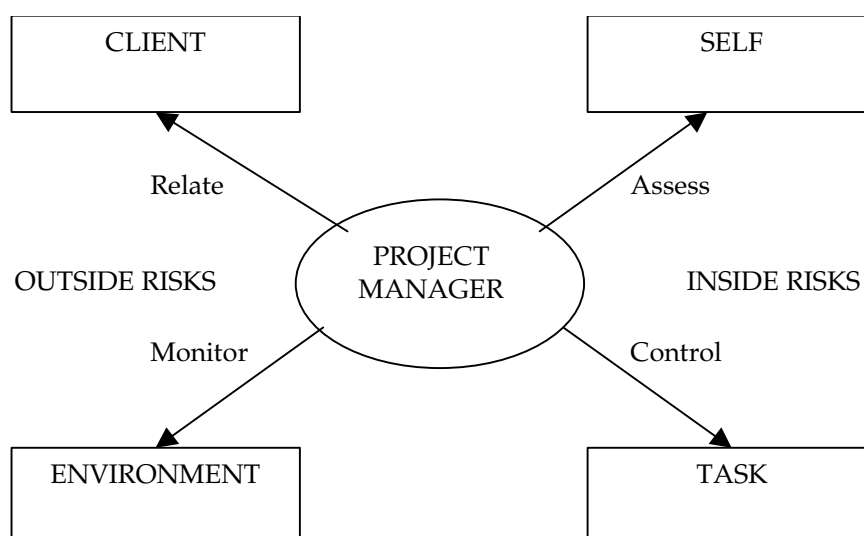 CLIENT
SELF
Relate
Assess
PROJECT
MANAGER
OUTSIDE RISKS
INSIDE RISKS
Monitor
Control
ENVIRONMENT
TASK